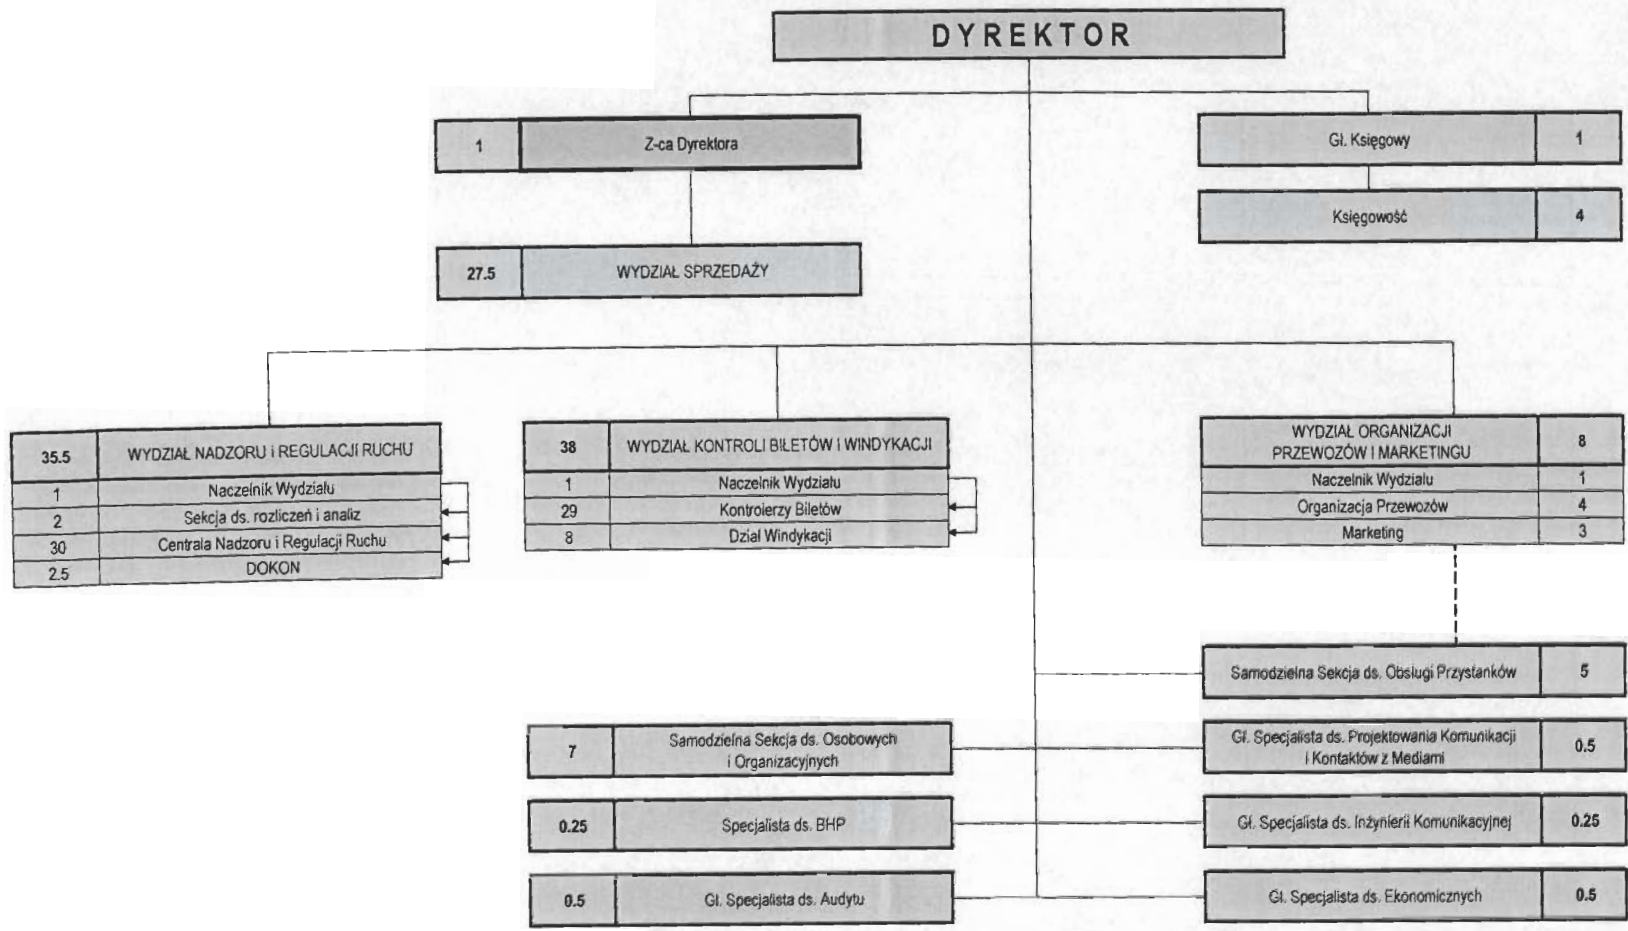 DYREKTOR
1 Z-ca Dyrektora
Gł. Księgowy 1
Księgowość 4
27.5 WYDZIAŁ SPRZEDAŻY
35.5 WYDZIAŁ NADZORU i REGULACJI RUCHU
1 Naczelnik Wydziału
2 Sekcja ds. rozliczeń i analiz
30 Centrala Nadzoru i Regulacji Ruchu
2.5 DOKON
38 WYDZIAŁ KONTROLI BILETÓW I WINDYKACJI
1 Naczelnik Wydziału
29 Kontrolerzy Biletów
8 Dział Windykacji
WYDZIAŁ ORGANIZACJI
PRZEWOZÓW I MARKETINGU 8
Naczelnik Wydziału 1
Organizacja Przewozów 4
Marketing 3
Samodzielna Sekcja ds. Obsługi Przystanków 5
7 Samodzielna Sekcja ds. Osobowych
i Organizacyjnych
Gł. Specjalista ds. Projektowania Komunikacji
i Kontaktów z Mediami 0.5
0.25 Specjalista ds. BHP
Gł. Specjalista ds. Inżynierii Komunikacyjnej 0.25
0.5 Gł. Specjalista ds. Audytu
Gł. Specjalista ds. Ekonomicznych 0.5